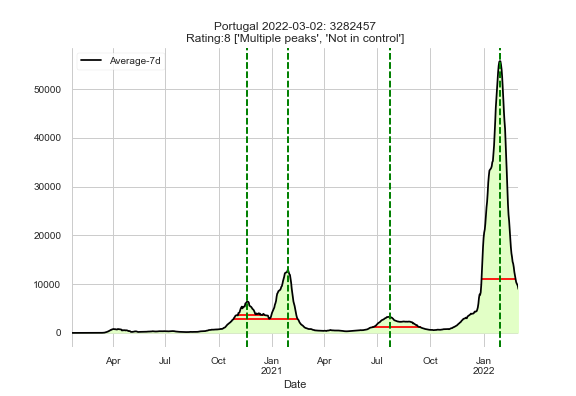 Portugal 2022-03-02: 3282457
Rating:8 ['Multiple peaks', 'Not in control']
Average-7d
50000
40000
30000
20000
10000
0
Apr Jul Oct Jan Apr Jul Oct Jan
2021 2022
Date